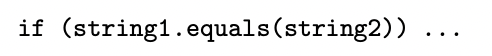 if (string1.equals(string2)) ...